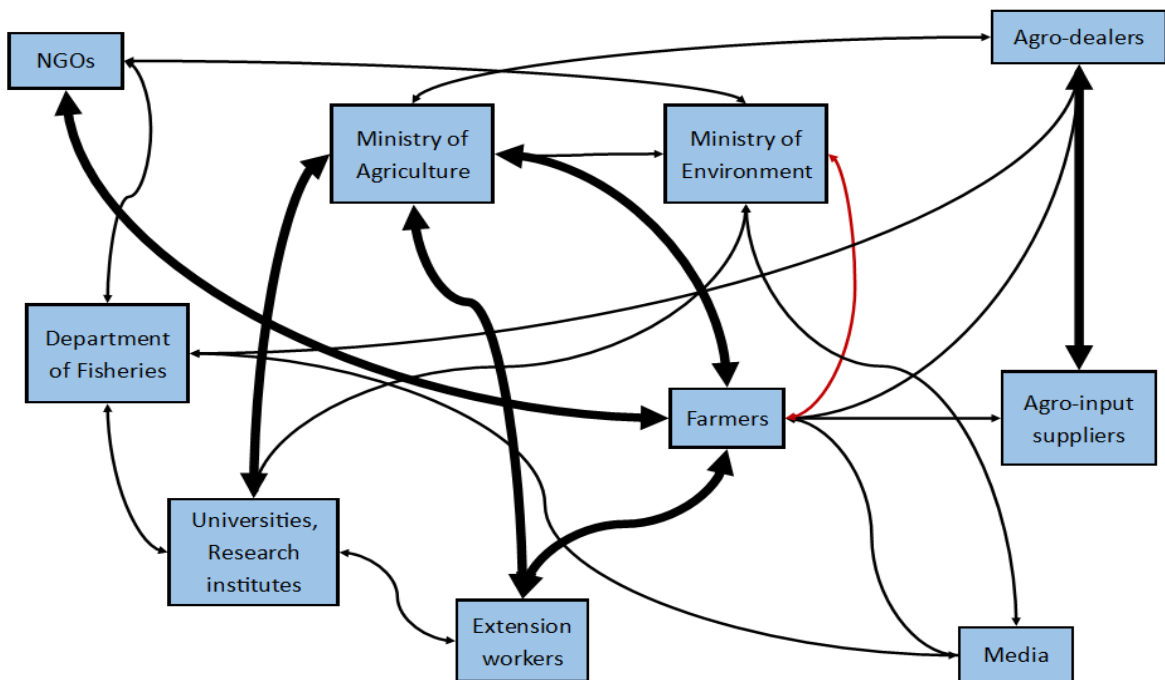 NGOs
Agro-dealers
Ministry of
Agriculture
Ministry of
Environment
Department
of Fisheries
Farmers
Agro-input
suppliers
Universities,
Research
institutes
Extension
workers
Media